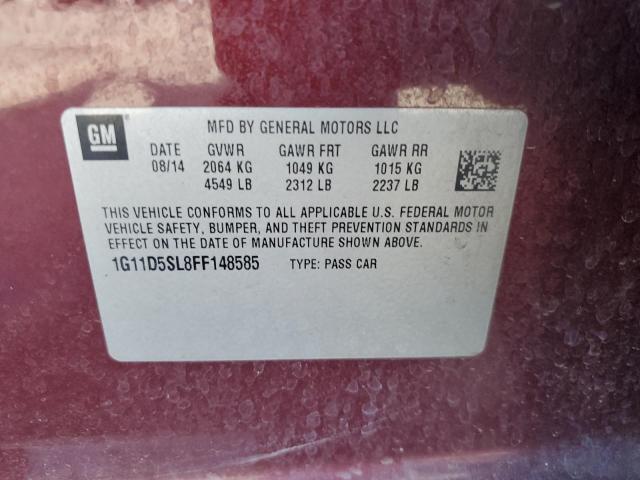 GM
MFD BY GENERAL MOTORS LLC
DATE GVWR GAWR FRT GAWR RR
08/14 2064 KG 1049 KG 1015 KG
4549 LB 2312 LB 2237 LB
THIS VEHICLE CONFORMS TO ALL APPLICABLE U.S. FEDERAL MOTOR
VEHICLE SAFETY, BUMPER, AND THEFT PREVENTION STANDARDS IN
EFFECT ON THE DATE OF MANUFACTURE SHOWN ABOVE.
1G11D5SL8FF148585 TYPE: PASS CAR